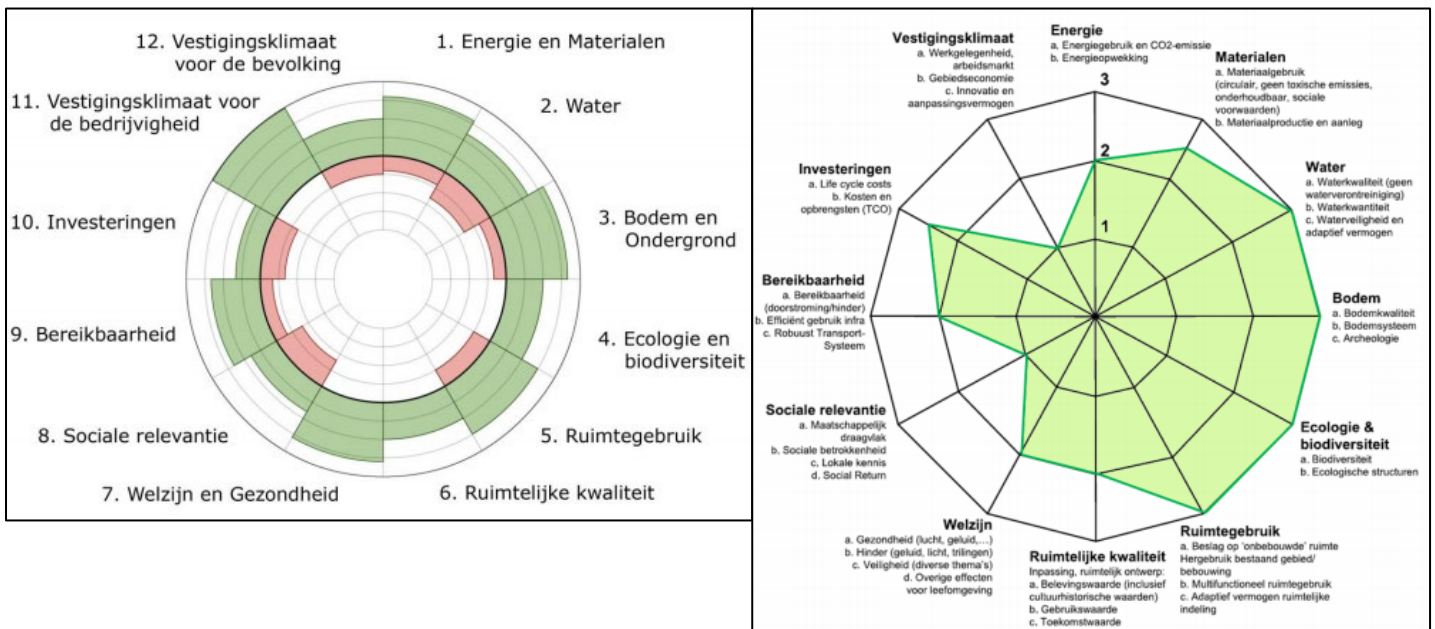 12. Vestigingsklimaat
voor de bevolking
1. Energie en Materialen
2. Water
3. Bodem en
Ondergrond
4. Ecologie en
biodiversiteit
5. Ruimtegebruik
6. Ruimtelijke kwaliteit
7. Welzijn en Gezondheid
8. Sociale relevantie
9. Bereikbaarheid
10. Investeringen
11. Vestigingsklimaat voor
de bedrijvigheid
Energie
a. Energiegebruik en CO2-emissie
b. Energieopwekking
Materialen
a. Materiaalgebruik
(circulair, geen toxische emissies,
onderhoudbaar, sociale
voorwaarden)
b. Materiaalproductie en aanleg
Water
a. Waterkwaliteit (geen
waterverontreiniging)
b. Waterkwantiteit
c. Waterveiligheid en
adaptief vermogen
Bodem
a. Bodemkwaliteit
b. Bodemsysteem
c. Archeologie
Ecologie &
biodiversiteit
a. Biodiversiteit
b. Ecologische structuren
Ruimtegebruik
a. Beslag op 'onbebouwde' ruimte
Hergebruik bestaand gebied/
bebouwing
b. Multifunctioneel ruimtegebruik
c. Adaptief vermogen ruimtelijke
indeling
Ruimtelijke kwaliteit
Inpassing, ruimtelijk ontwerp:
a. Belevingswaarde (inclusief
cultuurhistorische waarden)
b. Gebruikswaarde
c. Toekomstwaarde
Welzijn
a. Gezondheid (lucht, geluid,...)
b. Hinder (geluid, licht, trilingen)
c. Veiligheid (diverse thema's)
d. Overige effecten
voor leefomgeving
Sociale relevantie
a. Maatschappelijk
draagvlak
b. Sociale betrokkenheid
c. Lokale kennis
d. Social Return
Bereikbaarheid
a. Bereikbaarheid
(doorstroming/hinder)
b. Efficiënt gebruik infra
c. Robuust Transport-
Systeem
Investeringen
a. Life cycle costs
b. Kosten en
opbrengsten (TCO)
Vestigingsklimaat
a. Werkgelegenheid,
arbeidsmarkt
b. Gebiedseconomie
c. Innovatie en
aanpassingsvermogen
3
2
1